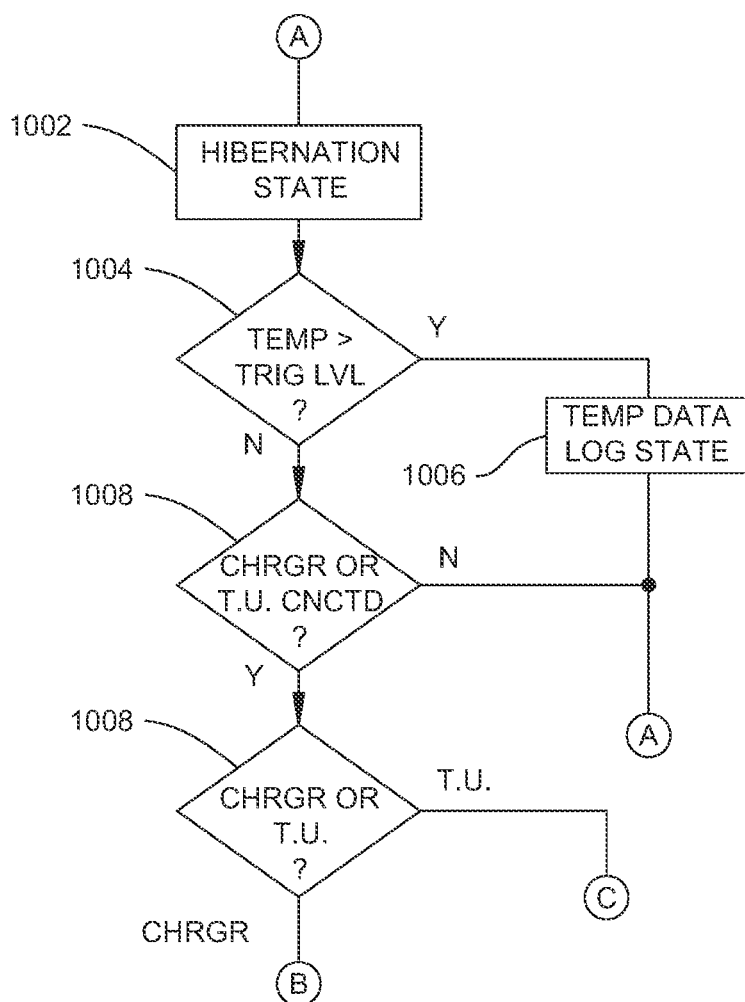 A
1002
HIBERNATION
STATE
1004
TEMP >
TRIG LVL
?
Y
N
TEMP DATA
LOG STATE
1006
1008
CHRGR OR
T.U. CNCTD
?
N
Y
A
1008
CHRGR OR
T.U.
?
T.U.
C
CHRGR
B